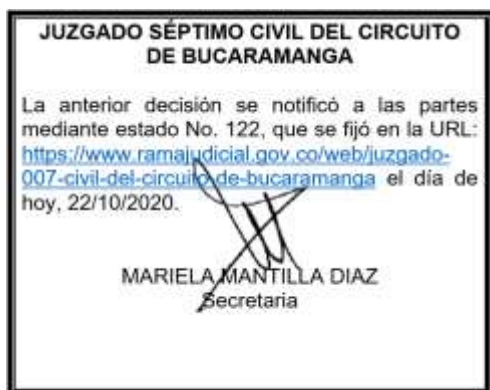 JUZGADO SÉPTIMO CIVIL DEL CIRCUITO
DE BUCARAMANGA
La anterior decisión se notificó a las partes
mediante estado No. 122, que se fijó en la URL:
https://www.ramajudicial.gov.co/web/juzgado-
007-civil-del-circuito-de-bucaramanga el día de
hoy, 22/10/2020.
MARIELA MANTILLA DIAZ
Secretaria